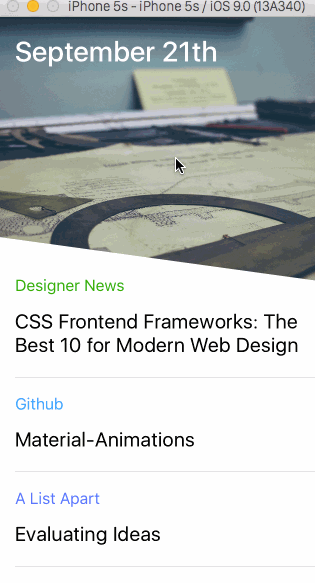 iPhone 5s - iPhone 5s / iOS 9.0 (13A340)
September 21th
Designer News
CSS Frontend Frameworks: The
Best 10 for Modern Web Design
Github
Material-Animations
A List Apart
Evaluating Ideas